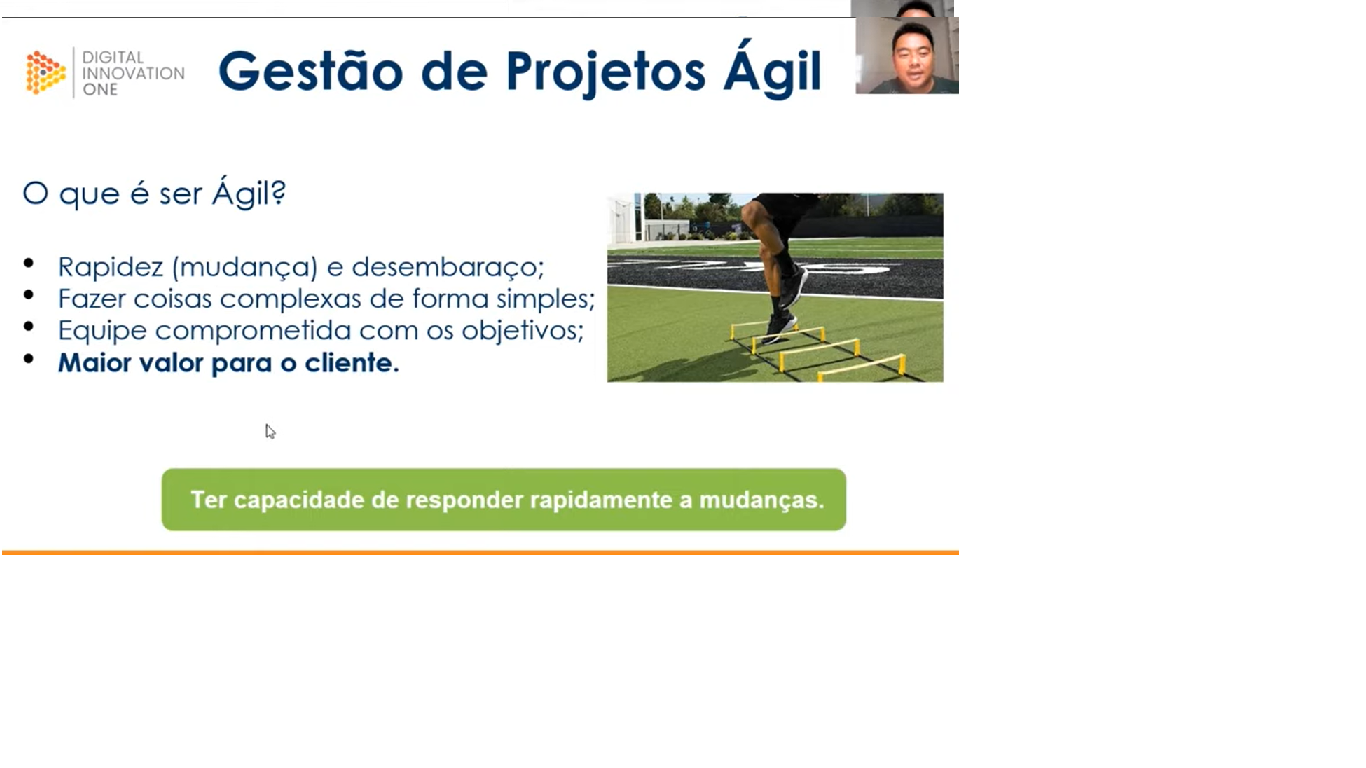 DIGITAL
INNOVATION
ONE
Gestão de Projetos Ágil
O que é ser Ágil?
• Rapidez (mudança) e desembaraço;
• Fazer coisas complexas de forma simples;
• Equipe comprometida com os objetivos;
• Maior valor para o cliente.
Ter capacidade de responder rapidamente a mudanças.